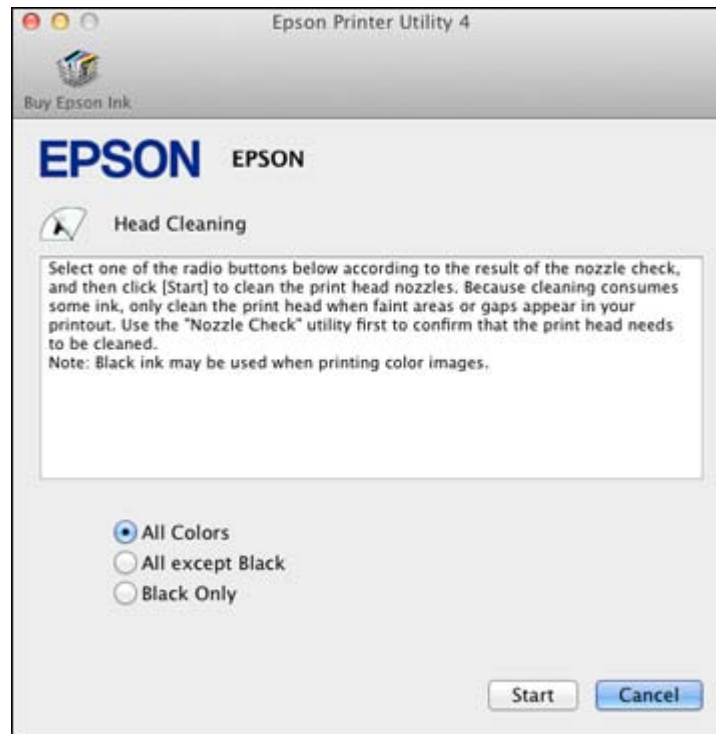 Epson Printer Utility 4
Buy Epson Ink
EPSON EPSON
Head Cleaning
Select one of the radio buttons below according to the result of the nozzle check,
and then click [Start] to clean the print head nozzles. Because cleaning consumes
some ink, only clean the print head when faint areas or gaps appear in your
printout. Use the "Nozzle Check" utility first to confirm that the print head needs
to be cleaned.
Note: Black ink may be used when printing color images.
All Colors
All except Black
Black Only
Start Cancel